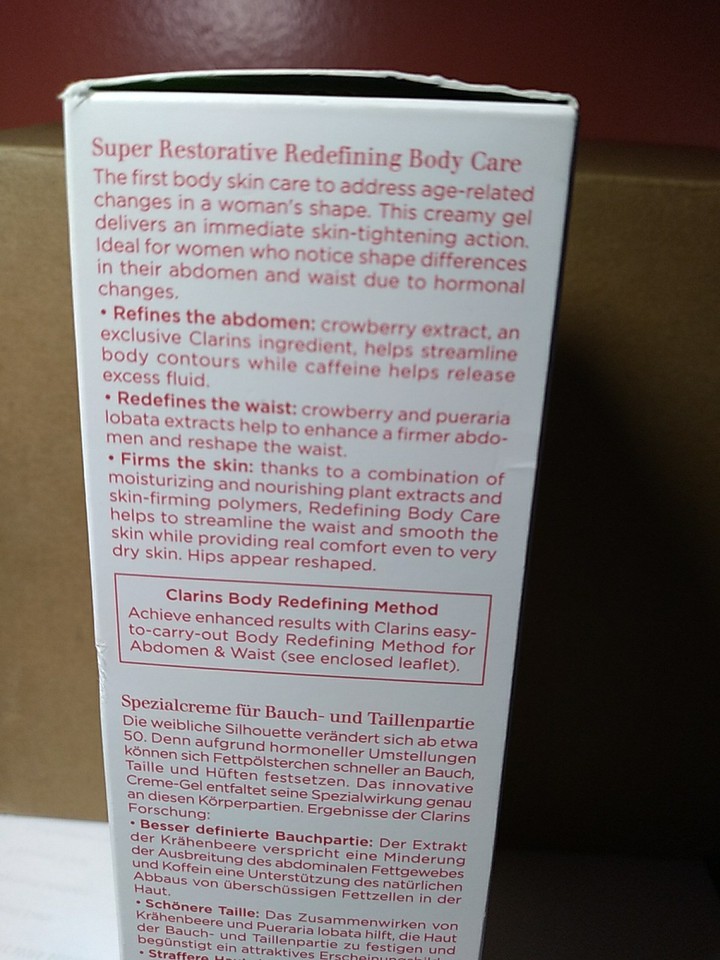 Super Restorative Redefining Body Care
The first body skin care to address age-related
changes in a woman's shape. This creamy gel
delivers an immediate skin-tightening action.
Ideal for women who notice shape differences
in their abdomen and waist due to hormonal
changes.
• Refines the abdomen: crowberry extract, an
exclusive Clarins ingredient, helps streamline
body contours while caffeine helps release
excess fluid.
• Redefines the waist: crowberry and pueraria
lobata extracts help to enhance a firmer abdo-
men and reshape the waist.
• Firms the skin: thanks to a combination of
moisturizing and nourishing plant extracts and
skin-firming polymers, Redefining Body Care
helps to streamline the waist and smooth the
skin while providing real comfort even to very
dry skin. Hips appear reshaped.
Clarins Body Redefining Method
Achieve enhanced results with Clarins easy-
to-carry-out Body Redefining Method for
Abdomen & Waist (see enclosed leaflet).
Spezialcreme für Bauch- und Taillenpartie
Die weibliche Silhouette verändert sich ab etwa
50. Denn aufgrund hormoneller Umstellungen
können sich Fettpölsterchen schneller an Bauch,
Taille und Hüften festsetzen. Das innovative
Creme-Gel entfaltet seine Spezialwirkung genau
an diesen Körperpartien. Ergebnisse der Clarins
Forschung:
• Besser definierte Bauchpartie: Der Extrakt
der Krähenbeere verspricht eine Minderung
der Ausbreitung des abdominalen Fettgewebes
und Koffein eine Unterstützung des natürlichen
Abbaus von überschüssigen Fettzellen in der
Haut.
• Schönere Taille: Das Zusammenwirken von
Krähenbeere und Pueraria lobata hilft, die Haut
der Bauch- und Taillenpartie zu festigen und
begünstigt ein attraktives
• Straffere